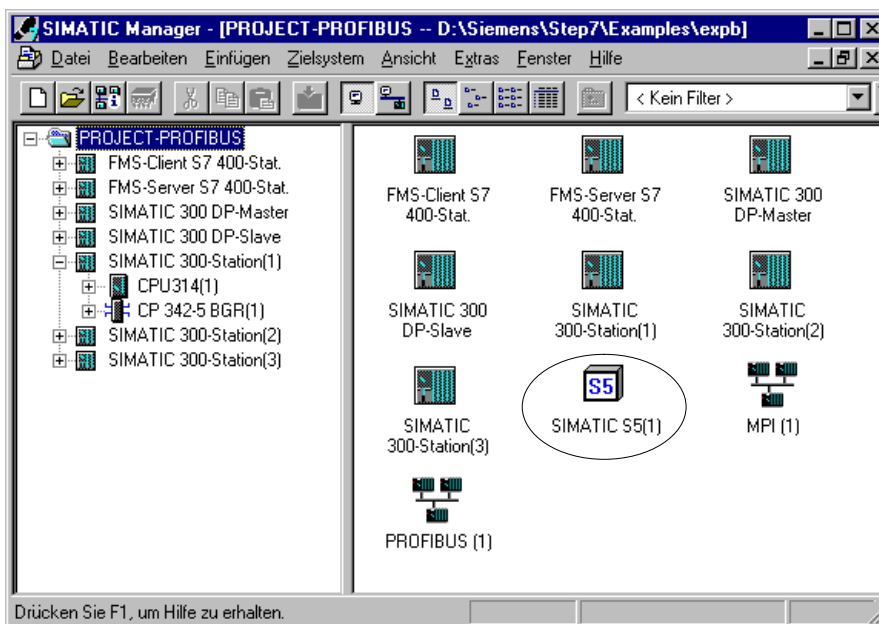 SIMATIC Manager - [PROJECT-PROFIBUS -- D:\Siemens\Step7\Examples\expb]
Datei Bearbeiten Einfügen Zielsystem Ansicht Extras Fenster Hilfe
< Kein Filter >
PROJECT-PROFIBUS
FMS-Client S7 400-Stat.
FMS-Server S7 400-Stat.
SIMATIC 300 DP-Master
SIMATIC 300 DP-Slave
SIMATIC 300-Station(1)
CPU314(1)
CP 342-5 BGR(1)
SIMATIC 300-Station(2)
SIMATIC 300-Station(3)
FMS-Client S7
400-Stat.
FMS-Server S7
400-Stat.
SIMATIC 300
DP-Master
SIMATIC 300
DP-Slave
SIMATIC
300-Station(1)
SIMATIC
300-Station(2)
SIMATIC
300-Station(3)
S5
SIMATIC S5(1)
MPI (1)
PROFIBUS (1)
Drücken Sie F1, um Hilfe zu erhalten.